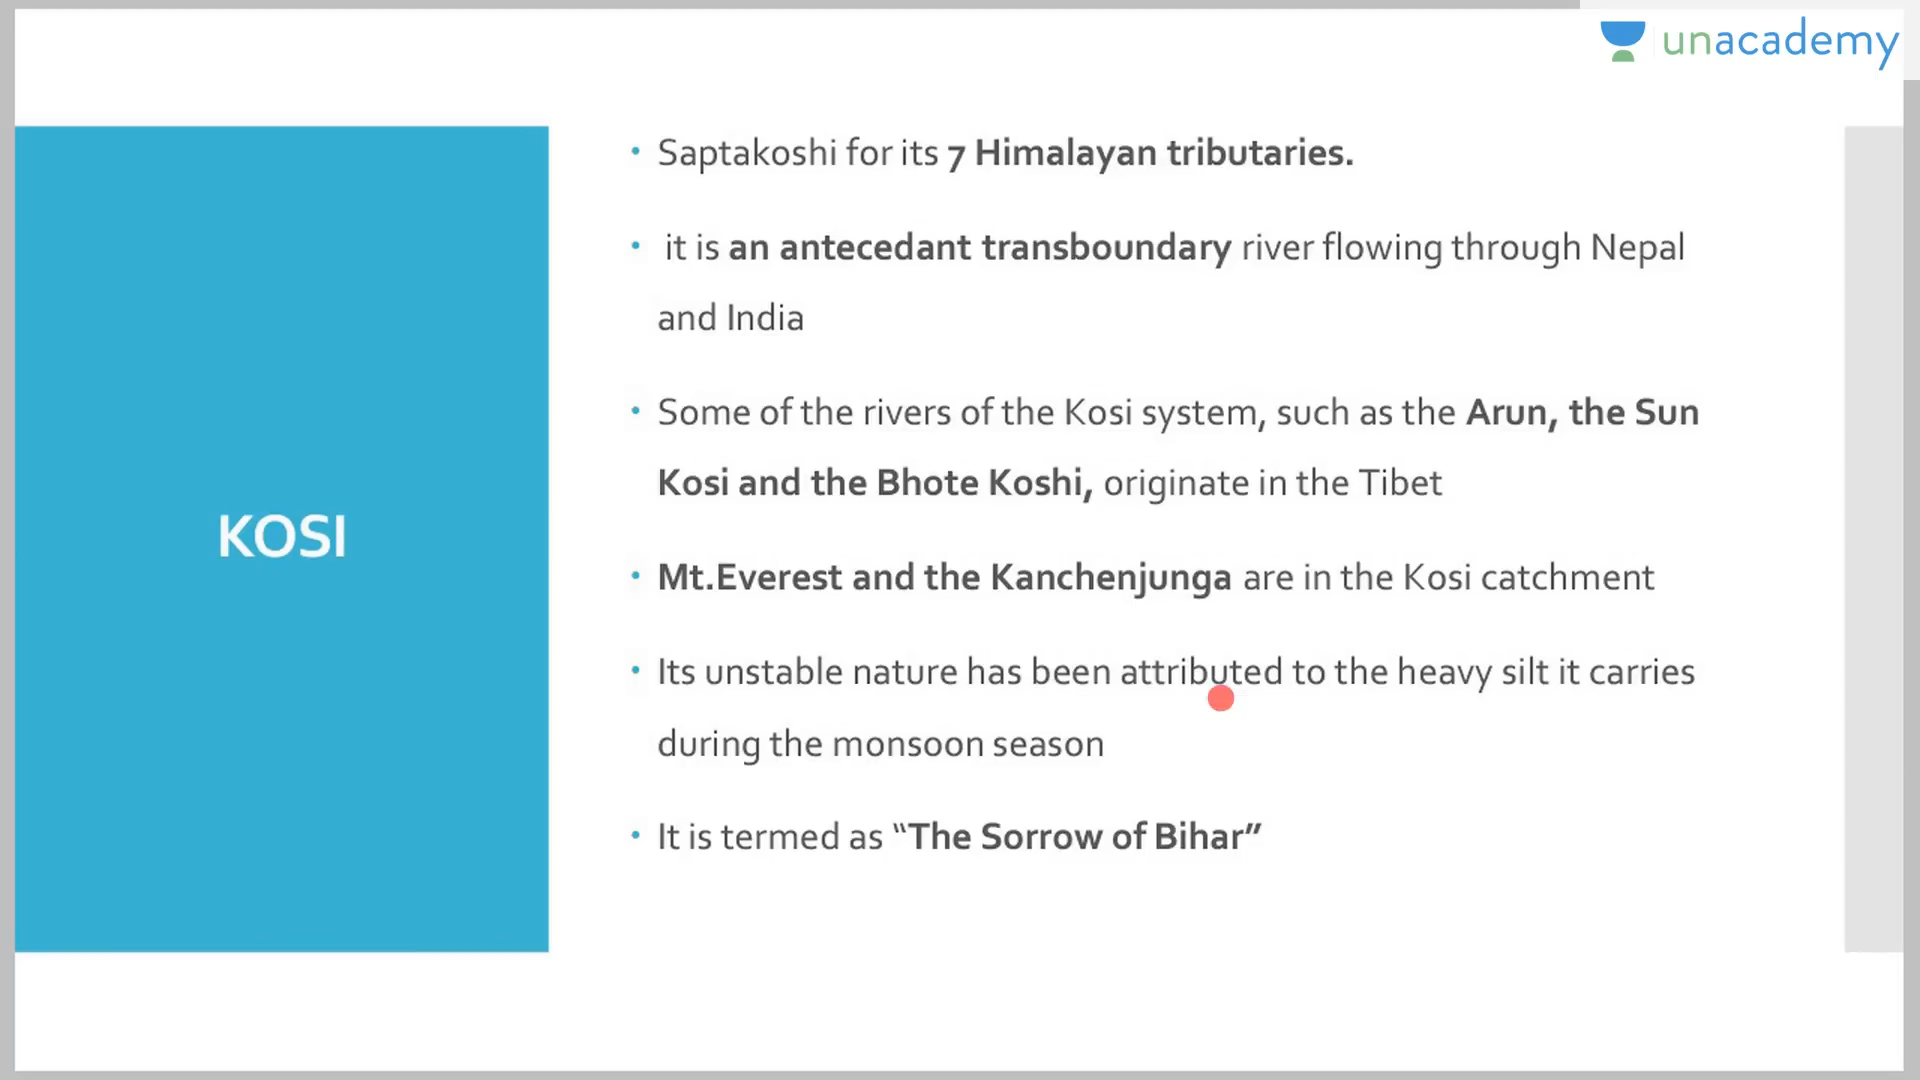 unacademy
KOSI
• Saptakoshi for its 7 Himalayan tributaries.
• it is an antecedant transboundary river flowing through Nepal
and India
• Some of the rivers of the Kosi system, such as the Arun, the Sun
Kosi and the Bhote Koshi, originate in the Tibet
• Mt.Everest and the Kanchenjunga are in the Kosi catchment
• Its unstable nature has been attributed to the heavy silt it carries
during the monsoon season
• It is termed as “The Sorrow of Bihar”